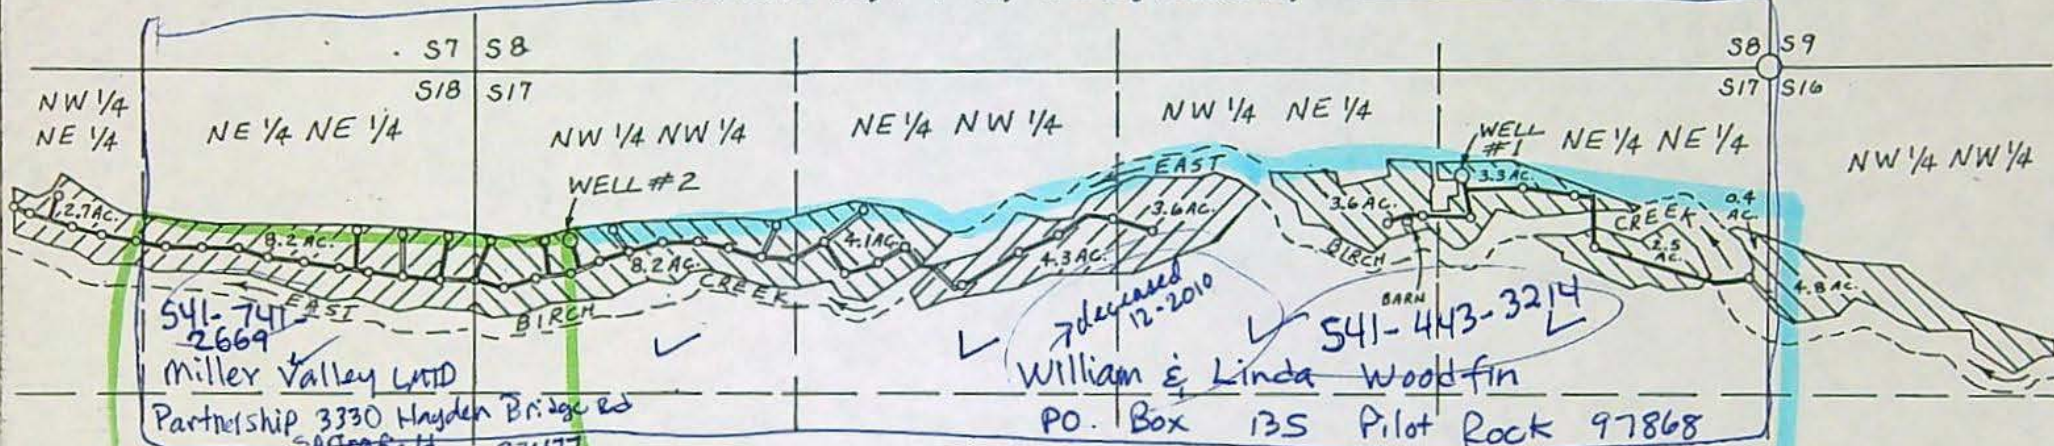 S7 S8
S8 S9
S18 S17
S17 S16
NW 1/4
NE 1/4
NE 1/4 NE 1/4
NW 1/4 NW 1/4
NE 1/4 NW 1/4
NW 1/4 NE 1/4
WELL
#1
NE 1/4 NE 1/4
NW 1/4 NW 1/4
WELL #2
EAST
2.7 AC.
8.2 AC.
8.2 AC.
4.1 AC.
4.3 AC.
3.6 AC.
3.6 AC.
3.3 AC.
0.4
AC.
CREEK
2.5
AC.
4.8 AC.
BIRCH
BARN
EAST
BIRCH
CREEK
541-741-
2669
Miller Valley LMTD
Partnership 3330 Hayden Bridge Rd
97477
deceased
12-2010
541-443-3214
William & Linda Woodfin
PO. Box 135 Pilot Rock 97868